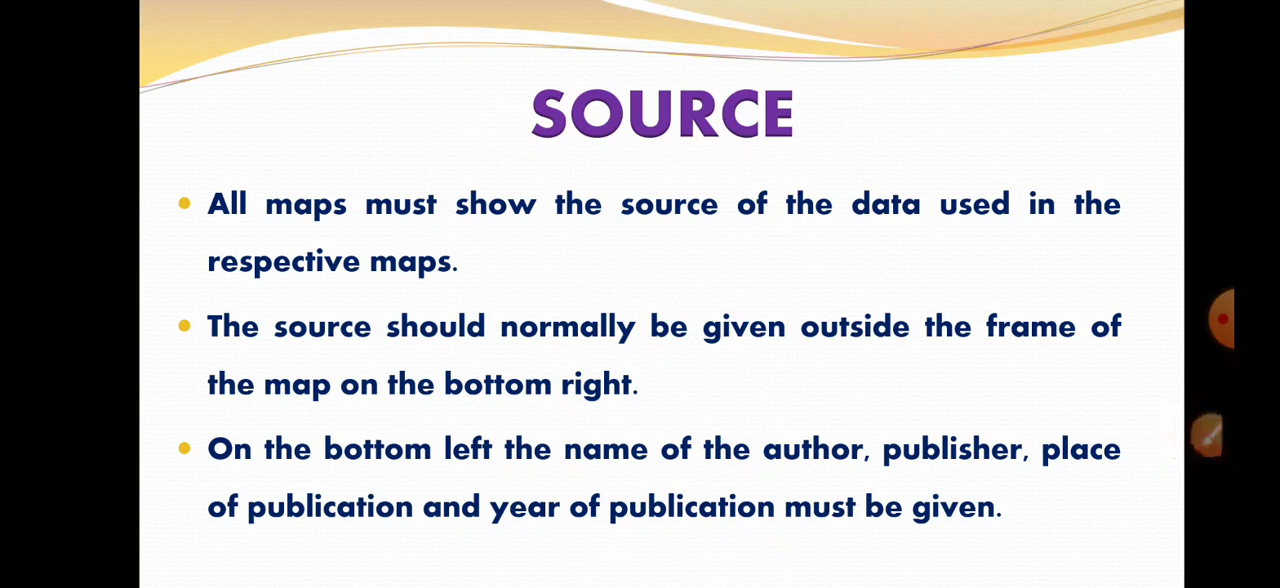 SOURCE
All maps must show the source of the data used in the
respective maps.
The source should normally be given outside the frame of
the map on the bottom right.
On the bottom left the name of the author, publisher, place
of publication and year of publication must be given.